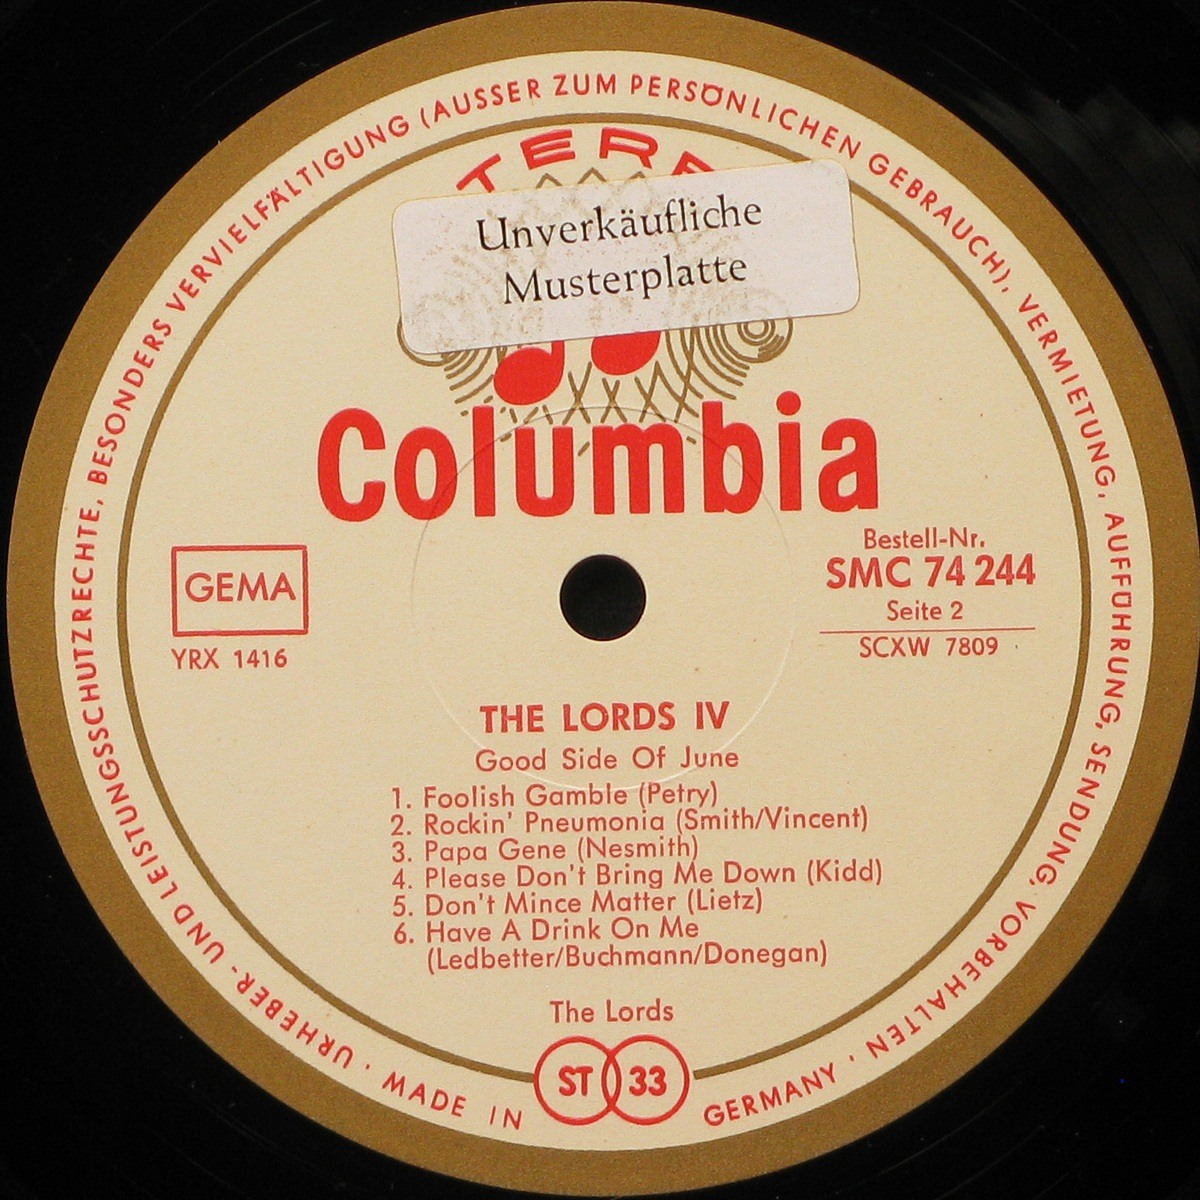 URHEBER- UND LEISTUNGSSCHUTZRECHTE, BESONDERS VERVIELFÄLTIGUNG (AUSSER ZUM PERSÖNLICHEN GEBRAUCH), VERMIETUNG, AUFFÜHRUNG, SENDUNG, VORBEHALTEN · MADE IN GERMANY ·
Unverkäufliche
Musterplatte
Columbia
GEMA
YRX 1416
Bestell-Nr.
SMC 74 244
Seite 2
SCXW 7809
THE LORDS IV
Good Side Of June
1. Foolish Gamble (Petry)
2. Rockin' Pneumonia (Smith/Vincent)
3. Papa Gene (Nesmith)
4. Please Don't Bring Me Down (Kidd)
5. Don't Mince Matter (Lietz)
6. Have A Drink On Me
(Ledbetter/Buchmann/Donegan)
The Lords
ST 33